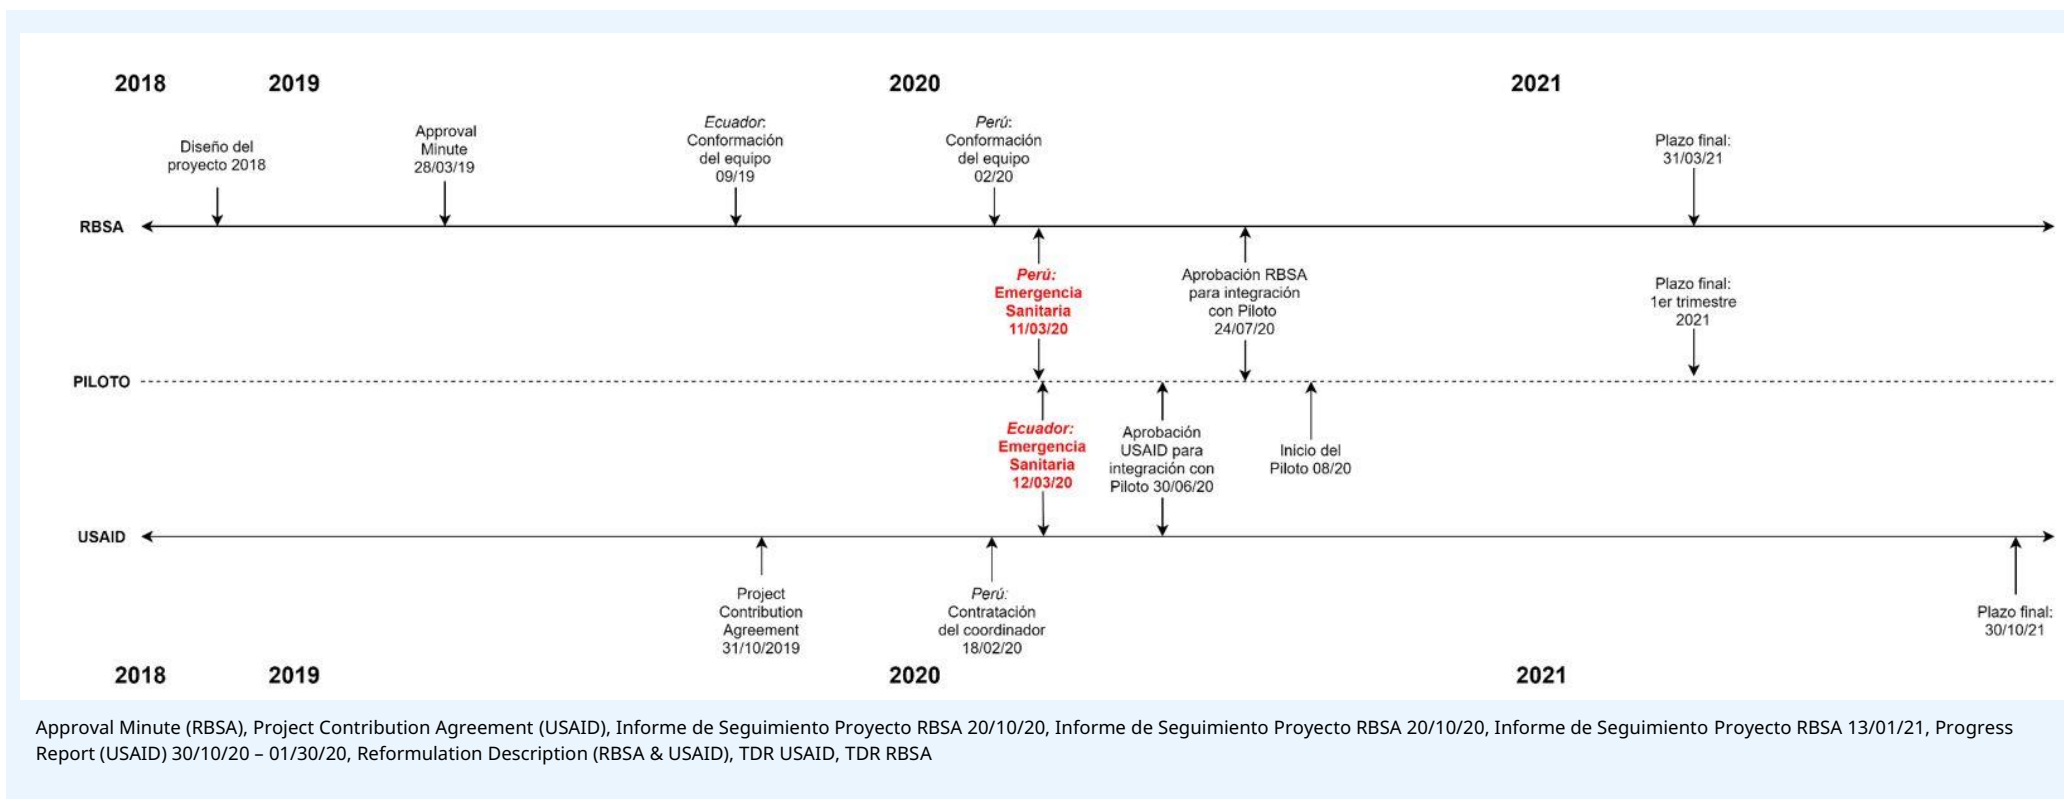 2018 2019 2020 2021
Diseño del
proyecto 2018
Approval
Minute
28/03/19
Ecuador:
Conformación
del equipo
09/19
Perú:
Conformación
del equipo
02/20
Plazo final:
31/03/21
RBSA
Perú:
Emergencia
Sanitaria
11/03/20
Aprobación RBSA
para integración
con Piloto
24/07/20
Plazo final:
1er trimestre
2021
PILOTO
Ecuador:
Emergencia
Sanitaria
12/03/20
Aprobación
USAID para
integración con
Piloto 30/06/20
Inicio del
Piloto 08/20
USAID
Project
Contribution
Agreement
31/10/2019
Perú:
Contratación
del coordinador
18/02/20
Plazo final:
30/10/21
2018 2019 2020 2021
Approval Minute (RBSA), Project Contribution Agreement (USAID), Informe de Seguimiento Proyecto RBSA 20/10/20, Informe de Seguimiento Proyecto RBSA 20/10/20, Informe de Seguimiento Proyecto RBSA 13/01/21, Progress
Report (USAID) 30/10/20 – 01/30/20, Reformulation Description (RBSA & USAID), TDR USAID, TDR RBSA